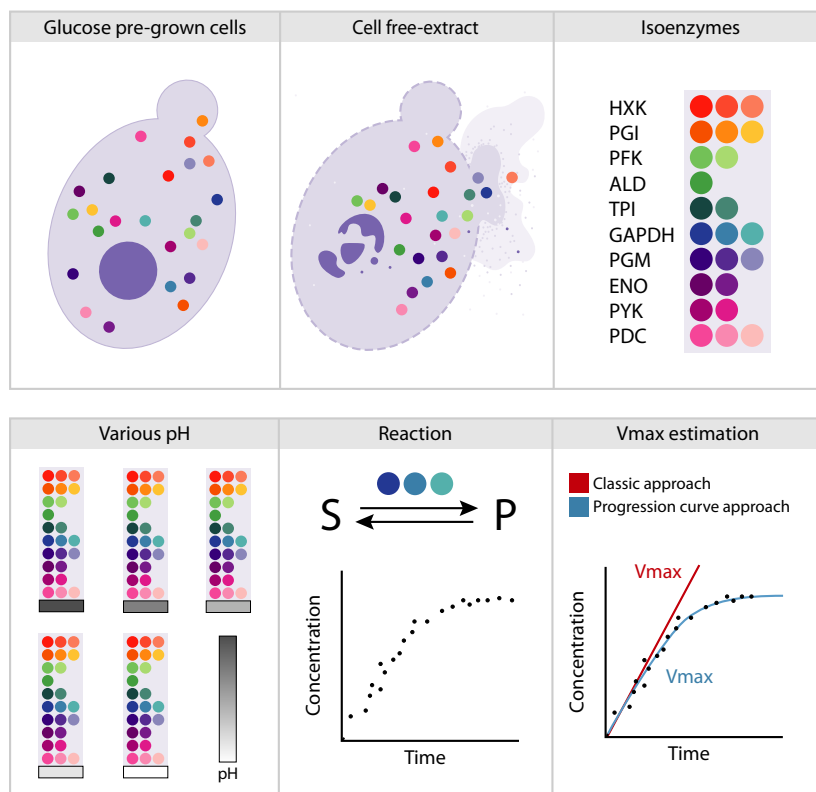 Glucose pre-grown cells
Cell free-extract
Isoenzymes
HXK
PGI
PFK
ALD
TPI
GAPDH
PGM
ENO
PYK
PDC
Various pH
pH
Reaction
S
P
Concentration
Time
Vmax estimation
Classic approach
Progression curve approach
Vmax
Vmax
Concentration
Time